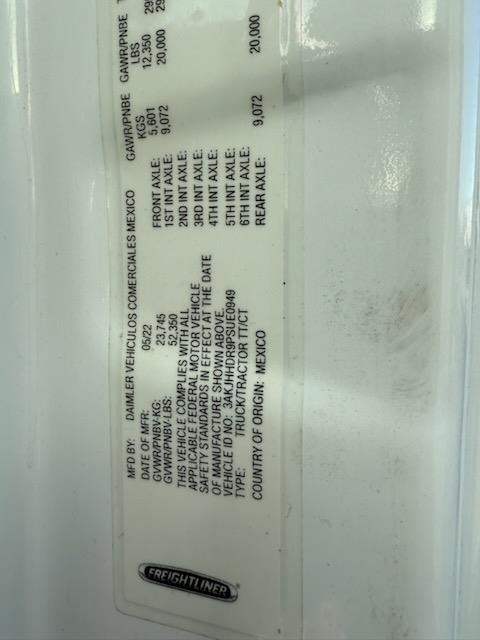 FREIGHTLINER
MFD BY: DAIMLER VEHICULOS COMERCIALES MEXICO
DATE OF MFR: 05/22
GVWR/PNBV-KG: 23,745
GVWR/PNBV-LBS: 52,350
THIS VEHICLE COMPLIES WITH ALL
APPLICABLE FEDERAL MOTOR VEHICLE
SAFETY STANDARDS IN EFFECT AT THE DATE
OF MANUFACTURE SHOWN ABOVE.
VEHICLE ID NO: 3AKJHHDR9PSUE0949
TYPE: TRUCK/TRACTOR TT/CT
COUNTRY OF ORIGIN: MEXICO
GAWR/PNBE GAWR/PNBE
KGS LBS
FRONT AXLE: 5,601 12,350
1ST INT AXLE: 9,072 20,000
2ND INT AXLE:
3RD INT AXLE:
4TH INT AXLE:
5TH INT AXLE:
6TH INT AXLE:
REAR AXLE: 9,072 20,000